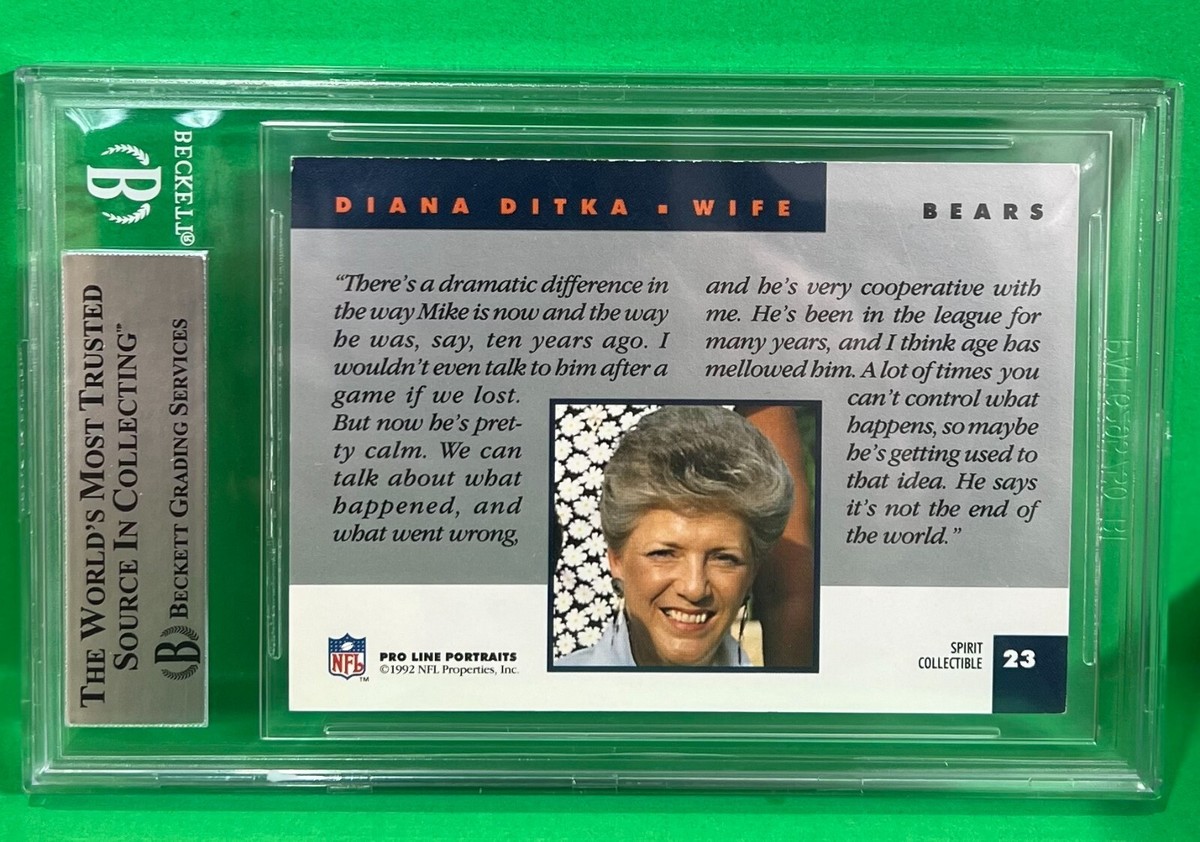 BECKETT®
B
THE WORLD'S MOST TRUSTED
SOURCE IN COLLECTING™
B BECKETT GRADING SERVICES
DIANA DITKA ▪ WIFE
BEARS
“There's a dramatic difference in
the way Mike is now and the way
he was, say, ten years ago. I
wouldn't even talk to him after a
game if we lost.
But now he's pret-
ty calm. We can
talk about what
happened, and
what went wrong,
and he's very cooperative with
me. He's been in the league for
many years, and I think age has
mellowed him. A lot of times you
can't control what
happens, so maybe
he's getting used to
that idea. He says
it's not the end of
the world.”
NFL
TM
PRO LINE PORTRAITS
©1992 NFL Properties, Inc.
SPIRIT
COLLECTIBLE
23